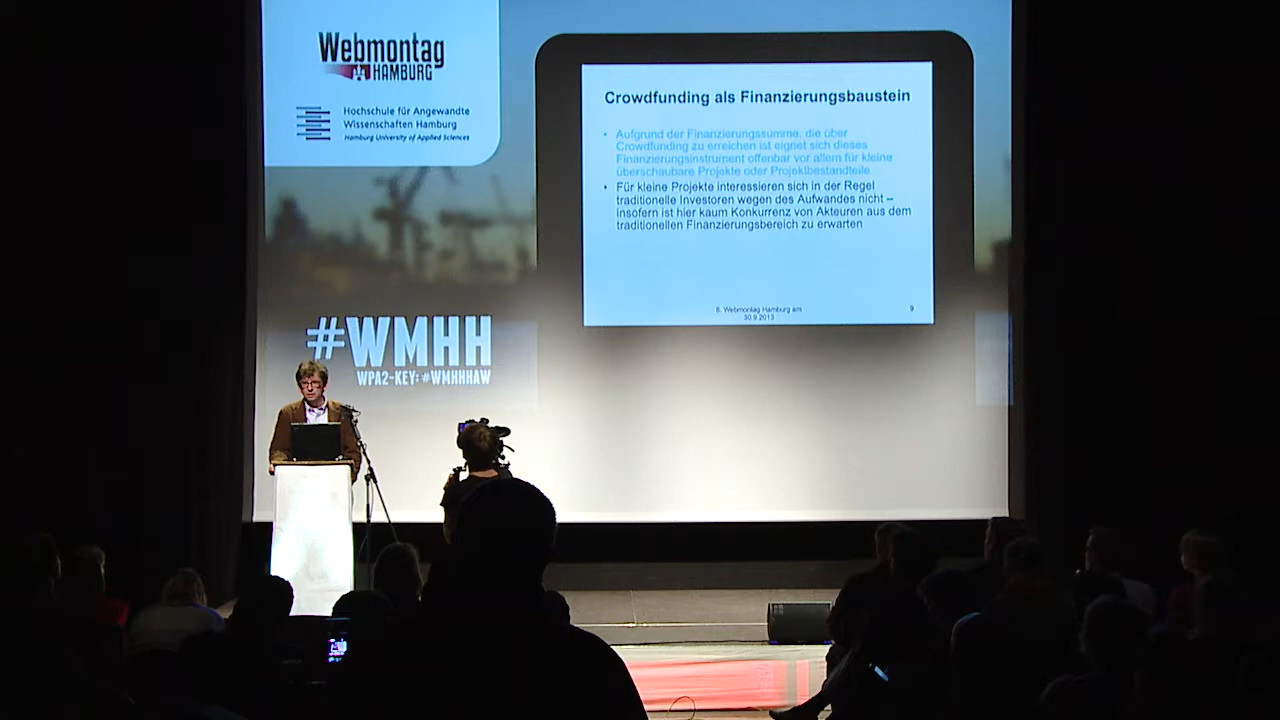 Webmontag
HAMBURG
Hochschule für Angewandte
Wissenschaften Hamburg
Hamburg University of Applied Sciences
Crowdfunding als Finanzierungsbaustein
• Aufgrund der Finanzierungssumme, die über
Crowdfunding zu erreichen ist eignet sich dieses
Finanzierungsinstrument offenbar vor allem für kleine
überschaubare Projekte oder Projektbestandteile
• Für kleine Projekte interessieren sich in der Regel
traditionelle Investoren wegen des Aufwandes nicht –
insofern ist hier kaum Konkurrenz von Akteuren aus dem
traditionellen Finanzierungsbereich zu erwarten
6. Webmontag Hamburg am
30.9.2013
9
#WMHH
WPA2-KEY: #WMHHHAW